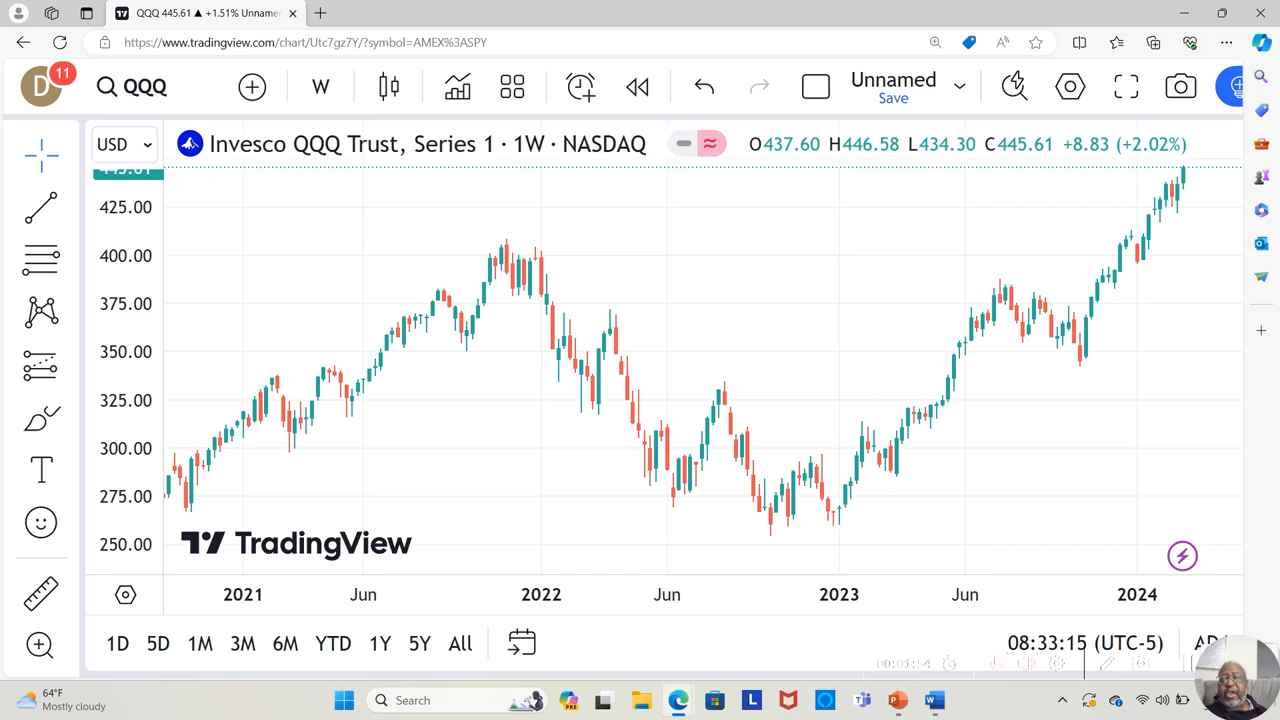 QQQ 445.61 ▲ +1.51% Unname
https://www.tradingview.com/chart/Utc7gz7Y/?symbol=AMEX%3ASPY
D
11
QQQ
W
Unnamed
Save
USD
Invesco QQQ Trust, Series 1 · 1W · NASDAQ
O437.60 H446.58 L434.30 C445.61 +8.83 (+2.02%)
445.61
425.00
400.00
375.00
350.00
325.00
300.00
275.00
250.00
TradingView
2021 Jun 2022 Jun 2023 Jun 2024
1D 5D 1M 3M 6M YTD 1Y 5Y All
08:33:15 (UTC-5)
64°F
Mostly cloudy
Search
PRE